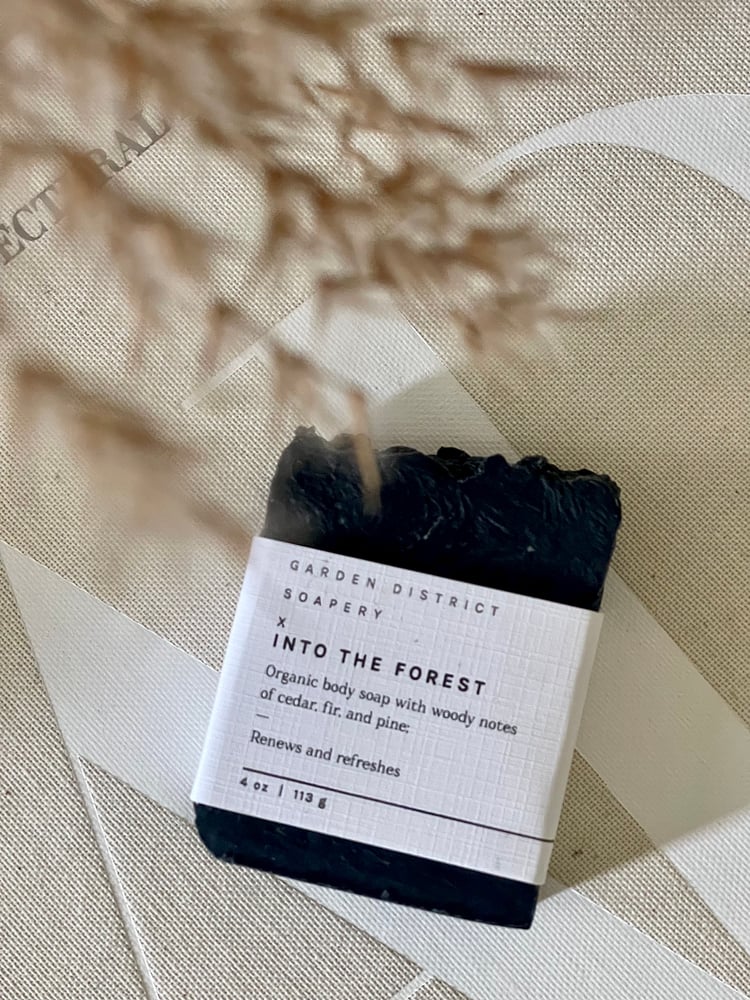 GARDEN DISTRICT
SOAPERY
X
INTO THE FOREST
Organic body soap with woody notes
of cedar, fir, and pine;
—
Renews and refreshes
4 oz | 113 g